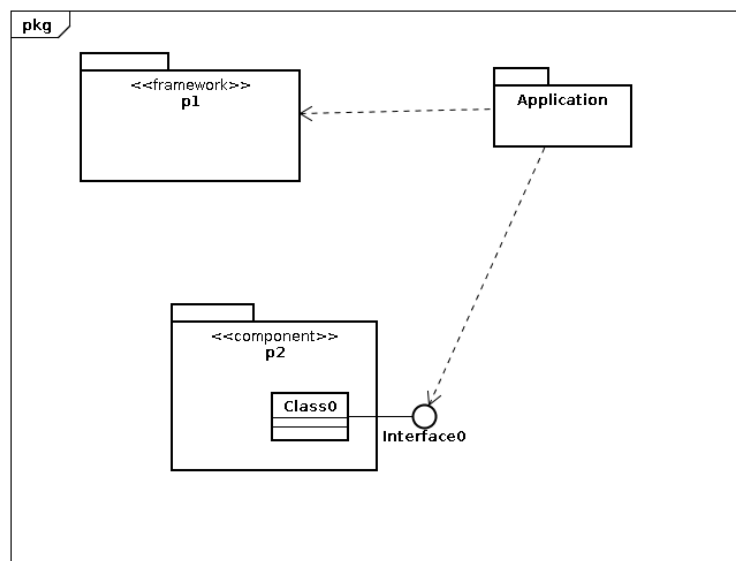 pkg
<<framework>>
p1
Application
<<component>>
p2
Class0
Interface0